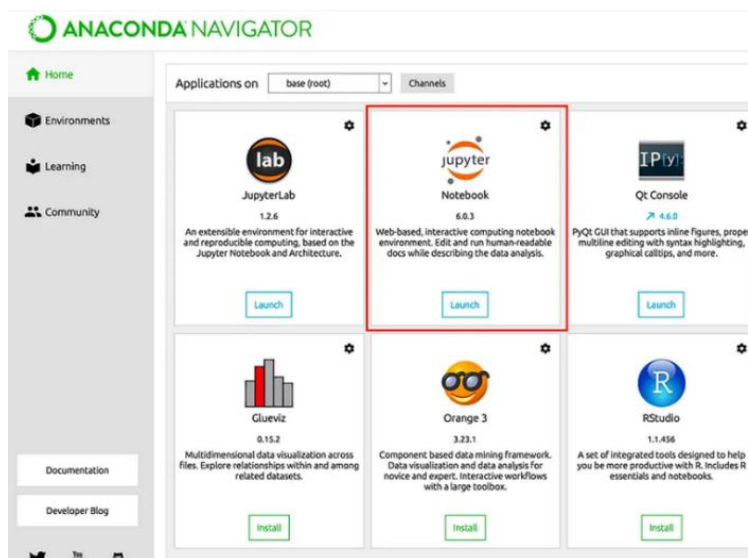 ANACONDA NAVIGATOR
Home
Environments
Learning
Community
Documentation
Developer Blog
You
Applications on
base (root)
Channels
lab
JupyterLab
1.2.6
An extensible environment for interactive
and reproducible computing, based on the
Jupyter Notebook and Architecture.
Launch
jupyter
Notebook
6.0.3
Web-based, interactive computing notebook
environment. Edit and run human-readable
docs while describing the data analysis.
Launch
IP[y]:
Qt Console
4.6.0
PyQt GUI that supports inline figures, proper
multiline editing with syntax highlighting,
graphical calltips, and more.
Launch
Glueviz
0.15.2
Multidimensional data visualization across
files. Explore relationships within and among
related datasets.
Install
Orange 3
3.23.1
Component based data mining framework.
Data visualization and data analysis for
novice and expert. Interactive workflows
with a large toolbox.
Install
R
RStudio
1.1.456
A set of integrated tools designed to help
you be more productive with R. Includes R
essentials and notebooks.
Install